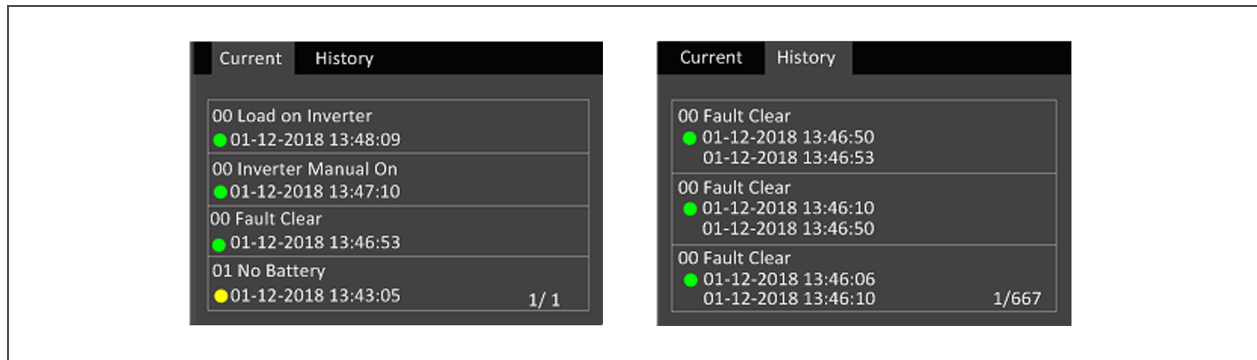 Current History
00 Load on Inverter
01-12-2018 13:48:09
00 Inverter Manual On
01-12-2018 13:47:10
00 Fault Clear
01-12-2018 13:46:53
01 No Battery
01-12-2018 13:43:05 1/ 1
Current History
00 Fault Clear
01-12-2018 13:46:50
01-12-2018 13:46:53
00 Fault Clear
01-12-2018 13:46:10
01-12-2018 13:46:50
00 Fault Clear
01-12-2018 13:46:06
01-12-2018 13:46:10 1/667